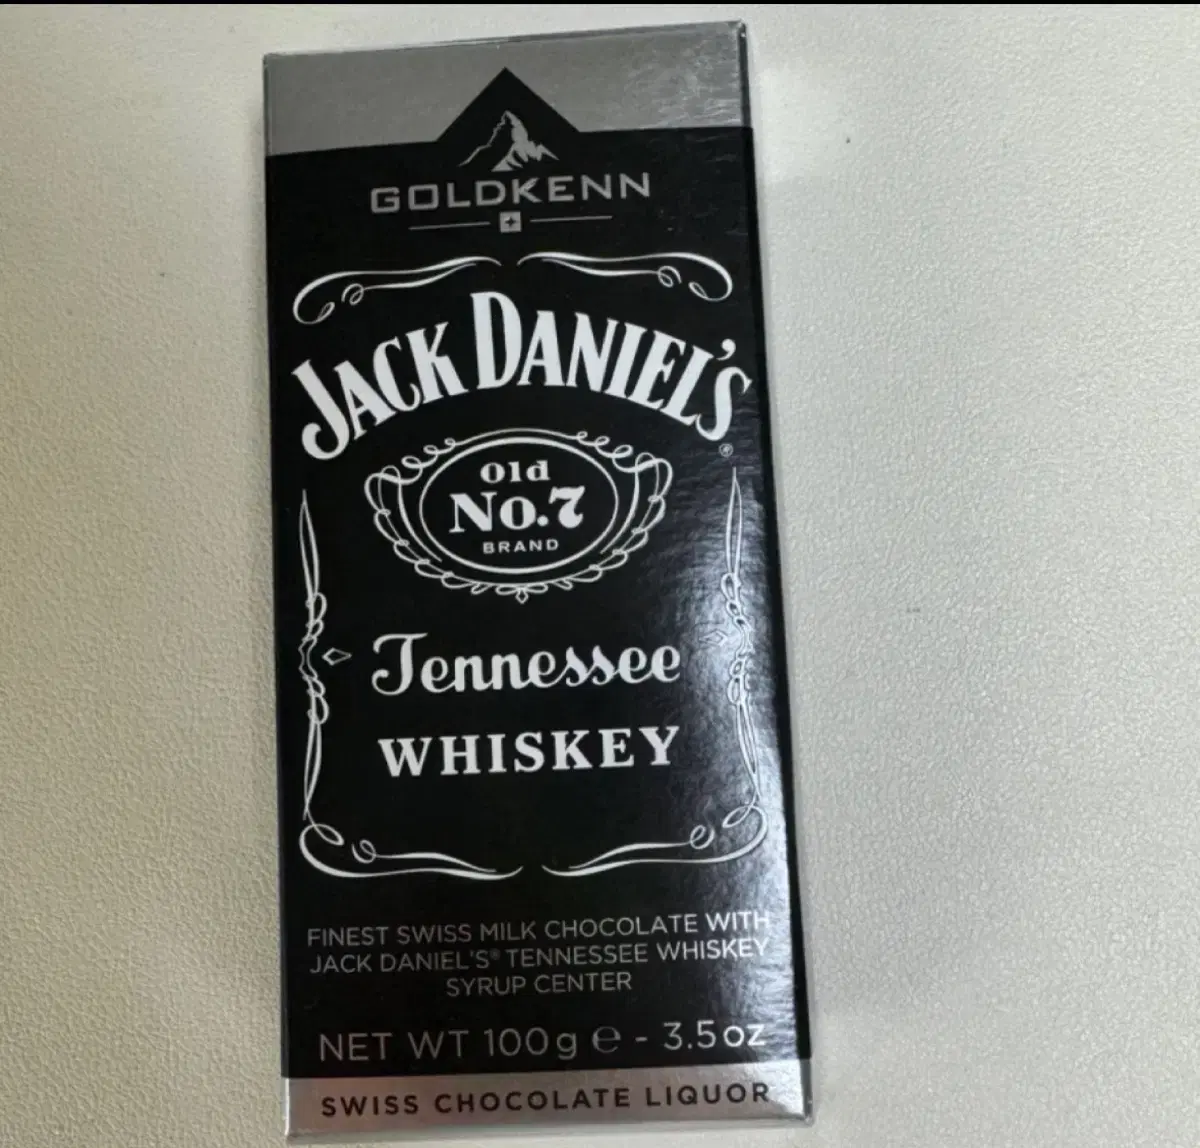 GOLDKENN
JACK DANIEL'S®
Old
No.7
BRAND
Tennessee
WHISKEY
FINEST SWISS MILK CHOCOLATE WITH
JACK DANIEL'S® TENNESSEE WHISKEY
SYRUP CENTER
NET WT 100g ℮ - 3.5oz
SWISS CHOCOLATE LIQUOR